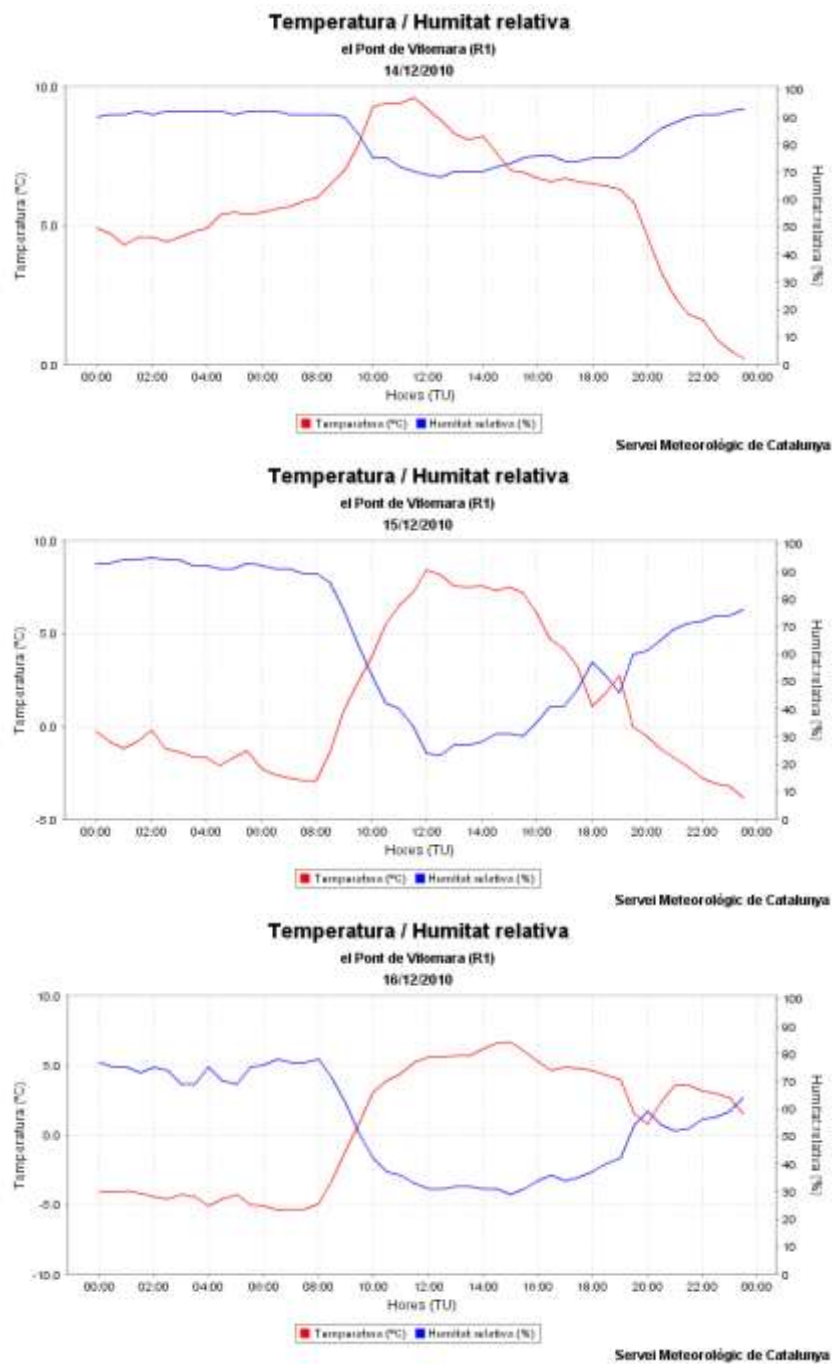 Temperatura / Humitat relativa
el Pont de Vilomara (R1)
14/12/2010
Temperatura (ºC)
10.0
5.0
0.0
Humitat relativa (%)
100
90
80
70
60
50
40
30
20
10
0
00:00 02:00 04:00 06:00 08:00 10:00 12:00 14:00 16:00 18:00 20:00 22:00 00:00
Hores (TU)
Temperatura (ºC) Humitat relativa (%)
Servei Meteorológic de Catalunya
Temperatura / Humitat relativa
el Pont de Vilomara (R1)
15/12/2010
Temperatura (ºC)
10.0
5.0
0.0
-5.0
Humitat relativa (%)
100
90
80
70
60
50
40
30
20
10
0
00:00 02:00 04:00 06:00 08:00 10:00 12:00 14:00 16:00 18:00 20:00 22:00 00:00
Hores (TU)
Temperatura (ºC) Humitat relativa (%)
Servei Meteorológic de Catalunya
Temperatura / Humitat relativa
el Pont de Vilomara (R1)
16/12/2010
Temperatura (ºC)
10.0
5.0
0.0
-5.0
-10.0
Humitat relativa (%)
100
90
80
70
60
50
40
30
20
10
0
00:00 02:00 04:00 06:00 08:00 10:00 12:00 14:00 16:00 18:00 20:00 22:00 00:00
Hores (TU)
Temperatura (ºC) Humitat relativa (%)
Servei Meteorológic de Catalunya